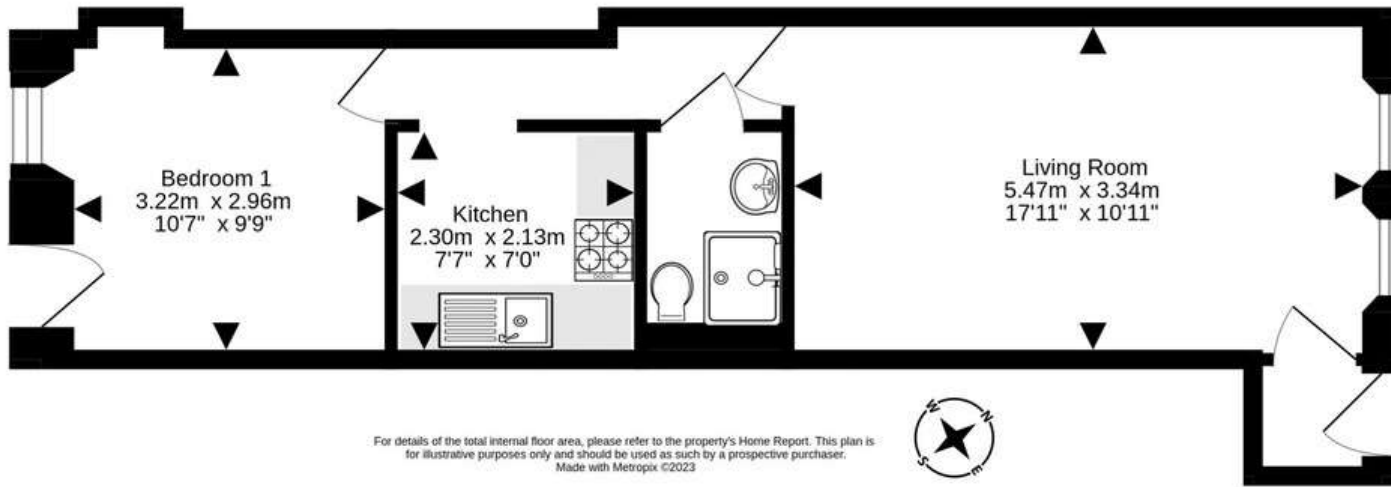 Bedroom 1
3.22m x 2.96m
10'7" x 9'9"
Kitchen
2.30m x 2.13m
7'7" x 7'0"
Living Room
5.47m x 3.34m
17'11" x 10'11"
W
N
S
E
For details of the total internal floor area, please refer to the property's Home Report. This plan is
for illustrative purposes only and should be used as such by a prospective purchaser.
Made with Metropix ©2023